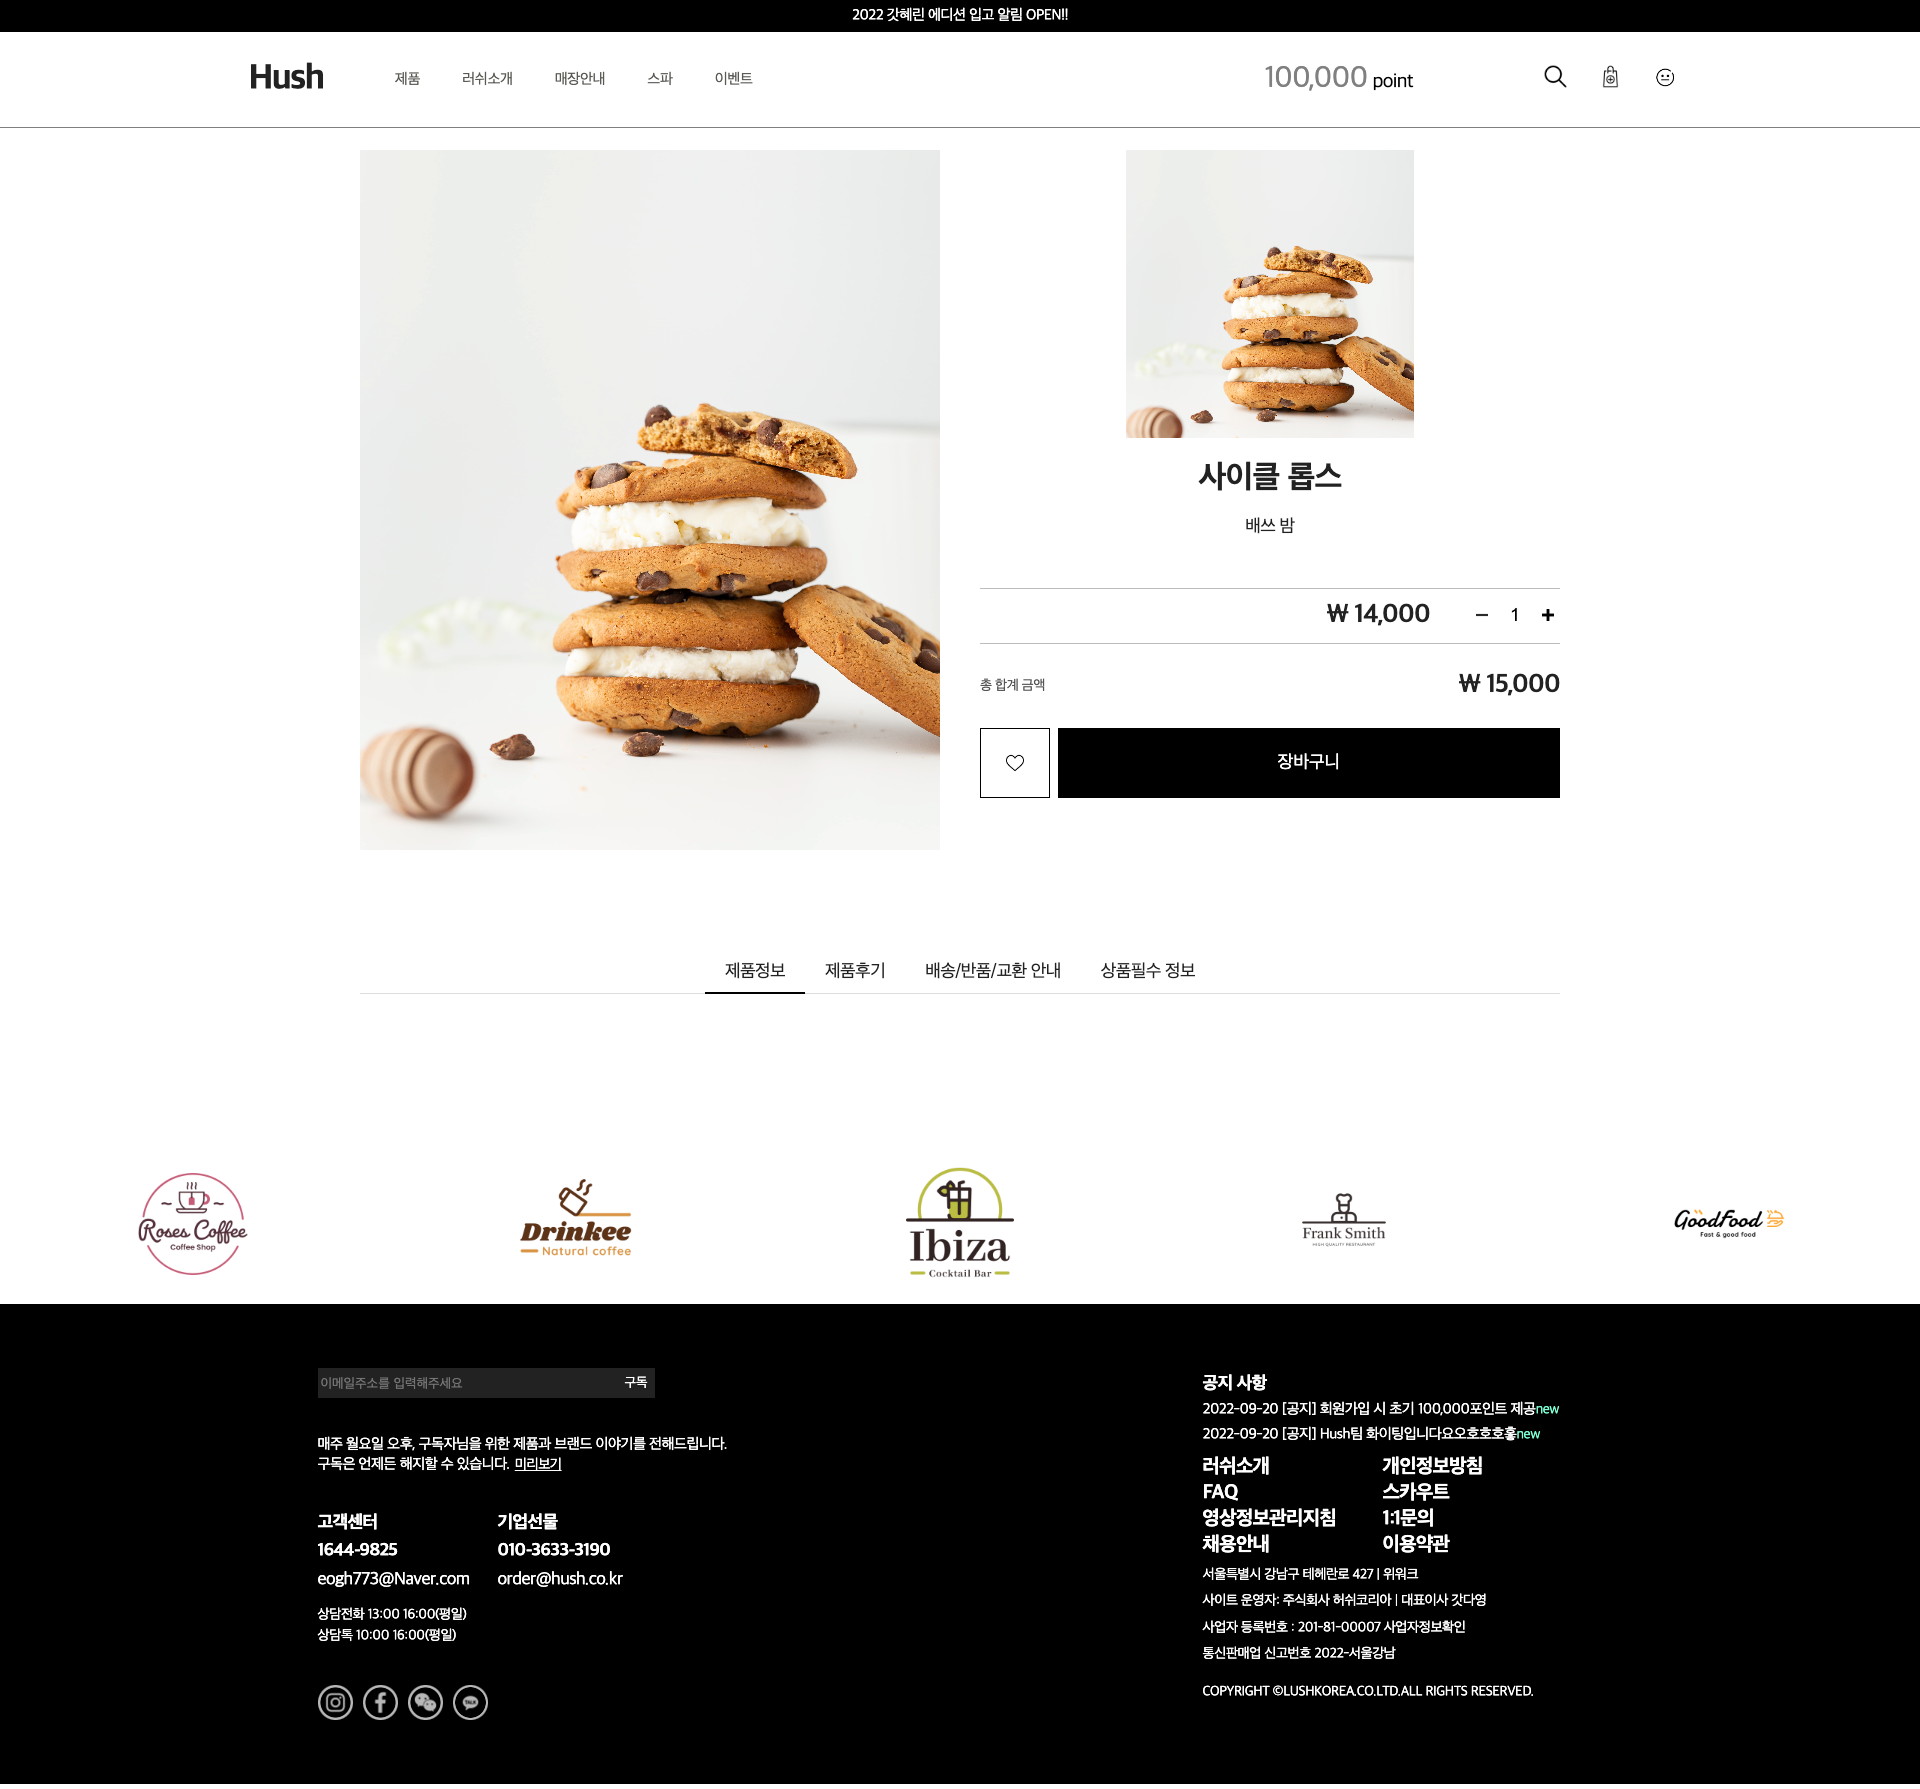 2022 갓혜린 에디션 입고 알림 OPEN!!
Hush 제품 러쉬소개 매장안내 스파 이벤트 100,000 point
사이클 롭스
배쓰 밤
₩ 14,000 − 1 +
총 합계 금액 ₩ 15,000
장바구니
제품정보 제품후기 배송/반품/교환 안내 상품필수 정보
Roses Coffee
Coffee Shop
Drinkee
Natural coffee
Ibiza
Cocktail Bar
Frank Smith
HIGH QUALITY RESTAURANT
GoodFood
Fast & good food
이메일주소를 입력해주세요 구독
매주 월요일 오후, 구독자님을 위한 제품과 브랜드 이야기를 전해드립니다.
구독은 언제든 해지할 수 있습니다. 미리보기
고객센터 기업선물
1644-9825 010-3633-3190
eogh773@Naver.com order@hush.co.kr
상담전화 13:00 16:00(평일)
상담톡 10:00 16:00(평일)
TALK
공지 사항
2022-09-20 [공지] 회원가입 시 초기 100,000포인트 제공new
2022-09-20 [공지] Hush팀 화이팅입니다요오호호호홓new
러쉬소개 개인정보방침
FAQ 스카우트
영상정보관리지침 1:1문의
채용안내 이용약관
서울특별시 강남구 테헤란로 427 | 위워크
사이트 운영자: 주식회사 허쉬코리아 | 대표이사 갓다영
사업자 등록번호 : 201-81-00007 사업자정보확인
통신판매업 신고번호 2022-서울강남
COPYRIGHT ©LUSHKOREA.CO.LTD.ALL RIGHTS RESERVED.